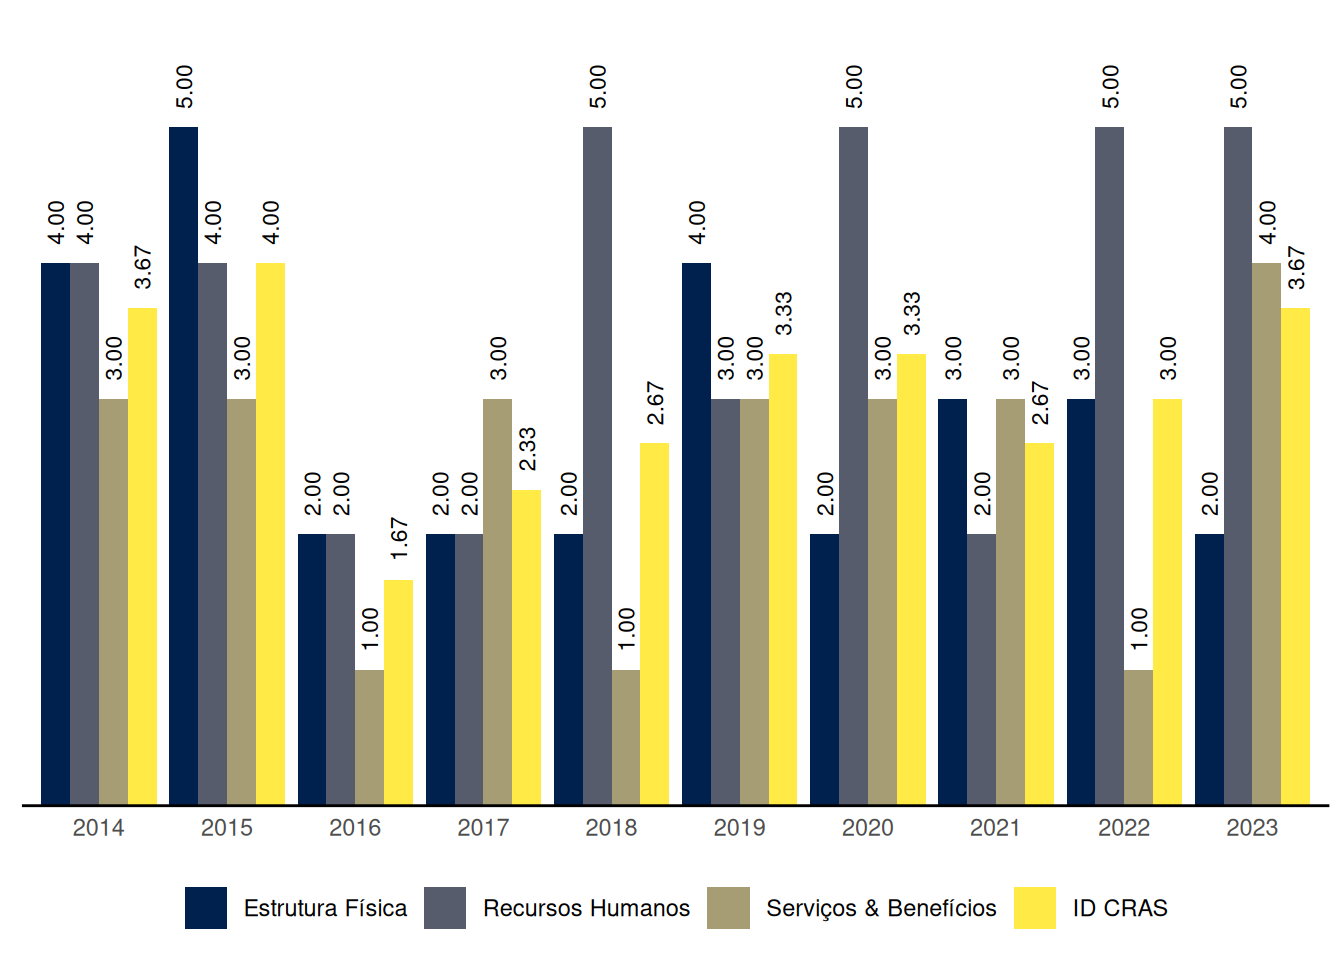 5.00 5.00 5.00 5.00 5.00
4.00 4.00 4.00 4.00 4.00 4.00
3.67 3.67
3.00 3.00 3.00 3.00 3.00 3.33 3.00 3.33 3.00 3.00 3.00 3.00
2.33 2.67 2.67
2.00 2.00 2.00 2.00 2.00 2.00 2.00 2.00
1.67
1.00 1.00 1.00
2014 2015 2016 2017 2018 2019 2020 2021 2022 2023
Estrutura Física Recursos Humanos Serviços & Benefícios ID CRAS